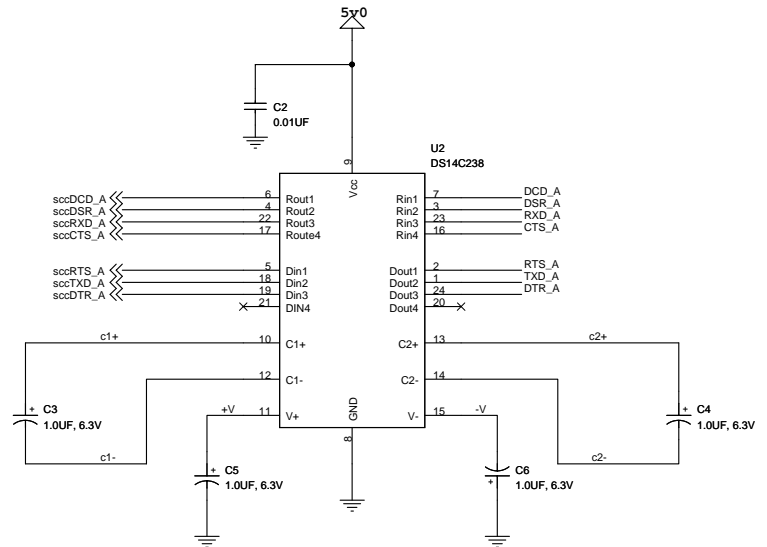 5v0
C2
0.01UF
U2
DS14C238
9
Vcc
sccDCD_A 6 Rout1 Rin1 7 DCD_A
sccDSR_A 4 Rout2 Rin2 3 DSR_A
sccRXD_A 22 Rout3 Rin3 23 RXD_A
sccCTS_A 17 Route4 Rin4 16 CTS_A
sccRTS_A 5 Din1 Dout1 2 RTS_A
sccTXD_A 18 Din2 Dout2 1 TXD_A
sccDTR_A 19 Din3 Dout3 24 DTR_A
21 DIN4 Dout4 20
c1+ 10 C1+ C2+ 13 c2+
12 C1- C2- 14
C3
1.0UF, 6.3V
+V 11 V+ GND V- 15 -V
C4
1.0UF, 6.3V
8
c1- c2-
C5
1.0UF, 6.3V
C6
1.0UF, 6.3V